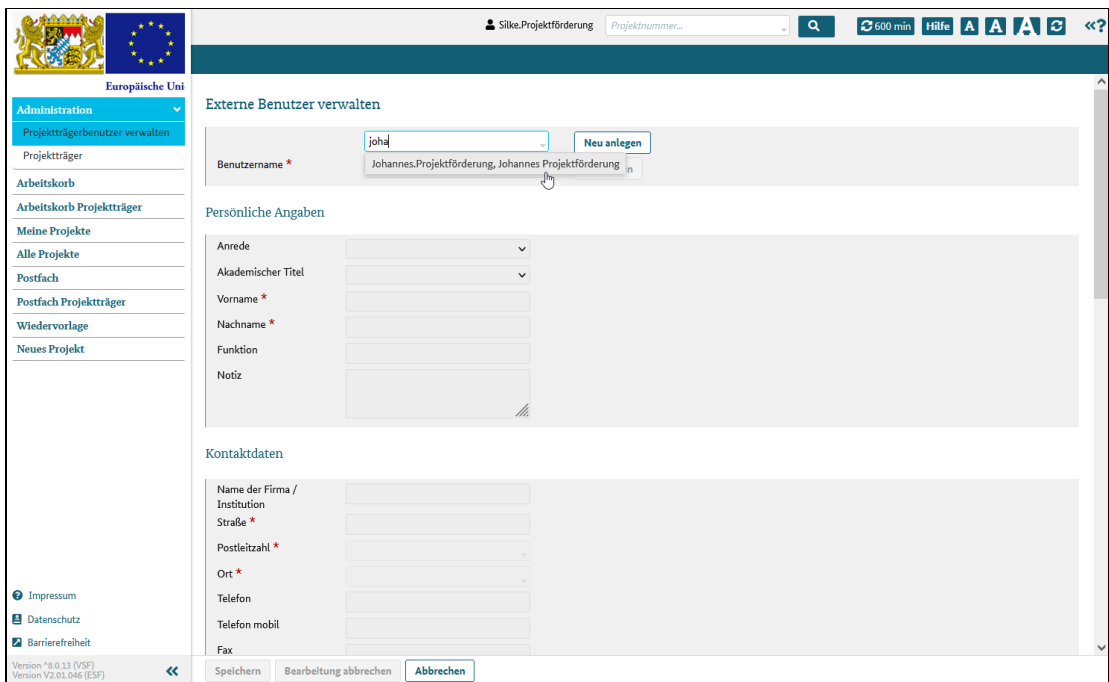 Silke.Projektförderung
Projektnummer...
600 min
Hilfe
A
A
A
«?
Europäische Uni
Administration
Projektträgerbenutzer verwalten
Projektträger
Arbeitskorb
Arbeitskorb Projektträger
Meine Projekte
Alle Projekte
Postfach
Postfach Projektträger
Wiedervorlage
Neues Projekt
Impressum
Datenschutz
Barrierefreiheit
Version ^8.0.13 (VSF)
Version V2.01.046 (ESF)
Externe Benutzer verwalten
joha
Neu anlegen
Benutzername *
Johannes.Projektförderung, Johannes Projektförderung
Persönliche Angaben
Anrede
Akademischer Titel
Vorname *
Nachname *
Funktion
Notiz
Kontaktdaten
Name der Firma /
Institution
Straße *
Postleitzahl *
Ort *
Telefon
Telefon mobil
Fax
Speichern
Bearbeitung abbrechen
Abbrechen